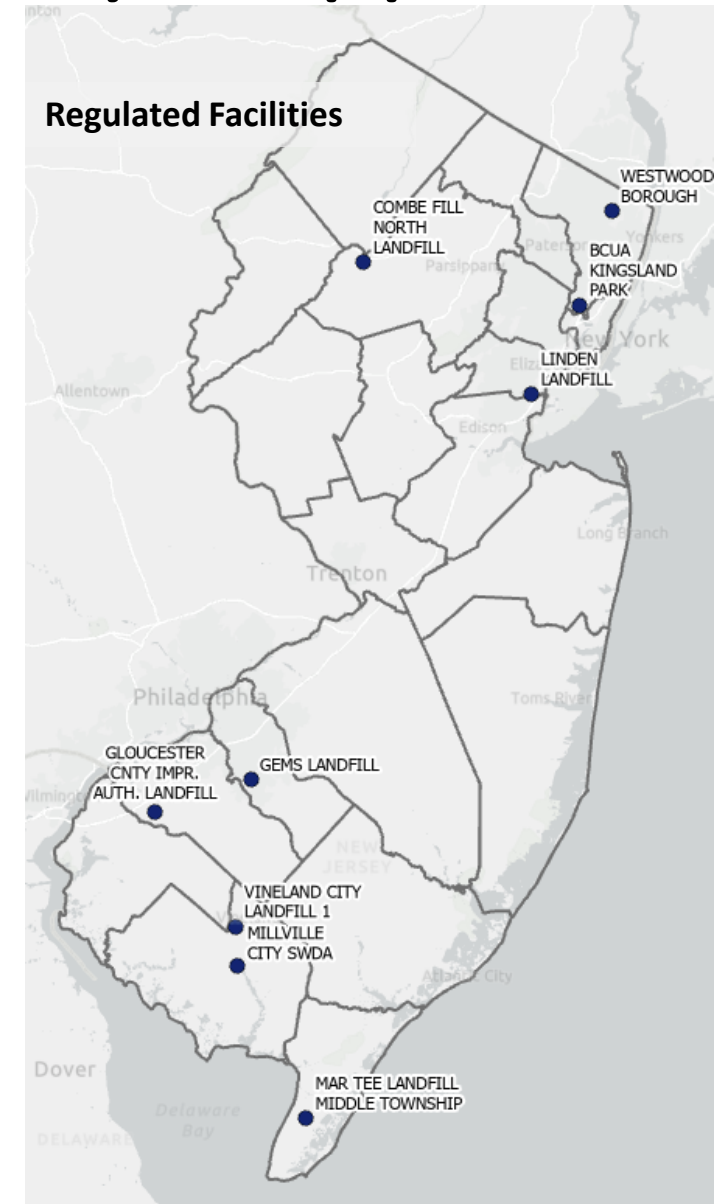 Regulated Facilities
WESTWOOD
BOROUGH
COMBE FILL
NORTH
LANDFILL
Yonkers
Parsippany
BCUA
KINGSLAND
PARK
New York
LINDEN
LANDFILL
Allentown
Edison
Long Branch
Trenton
Philadelphia
Toms River
GLOUCESTER
CNTY IMPR.
AUTH. LANDFILL
GEMS LANDFILL
NEW
JERSEY
VINELAND CITY
LANDFILL 1
MILLVILLE
CITY SWDA
Atlantic City
Dover
MAR TEE LANDFILL
MIDDLE TOWNSHIP
Delaware
Bay
DELAWARE